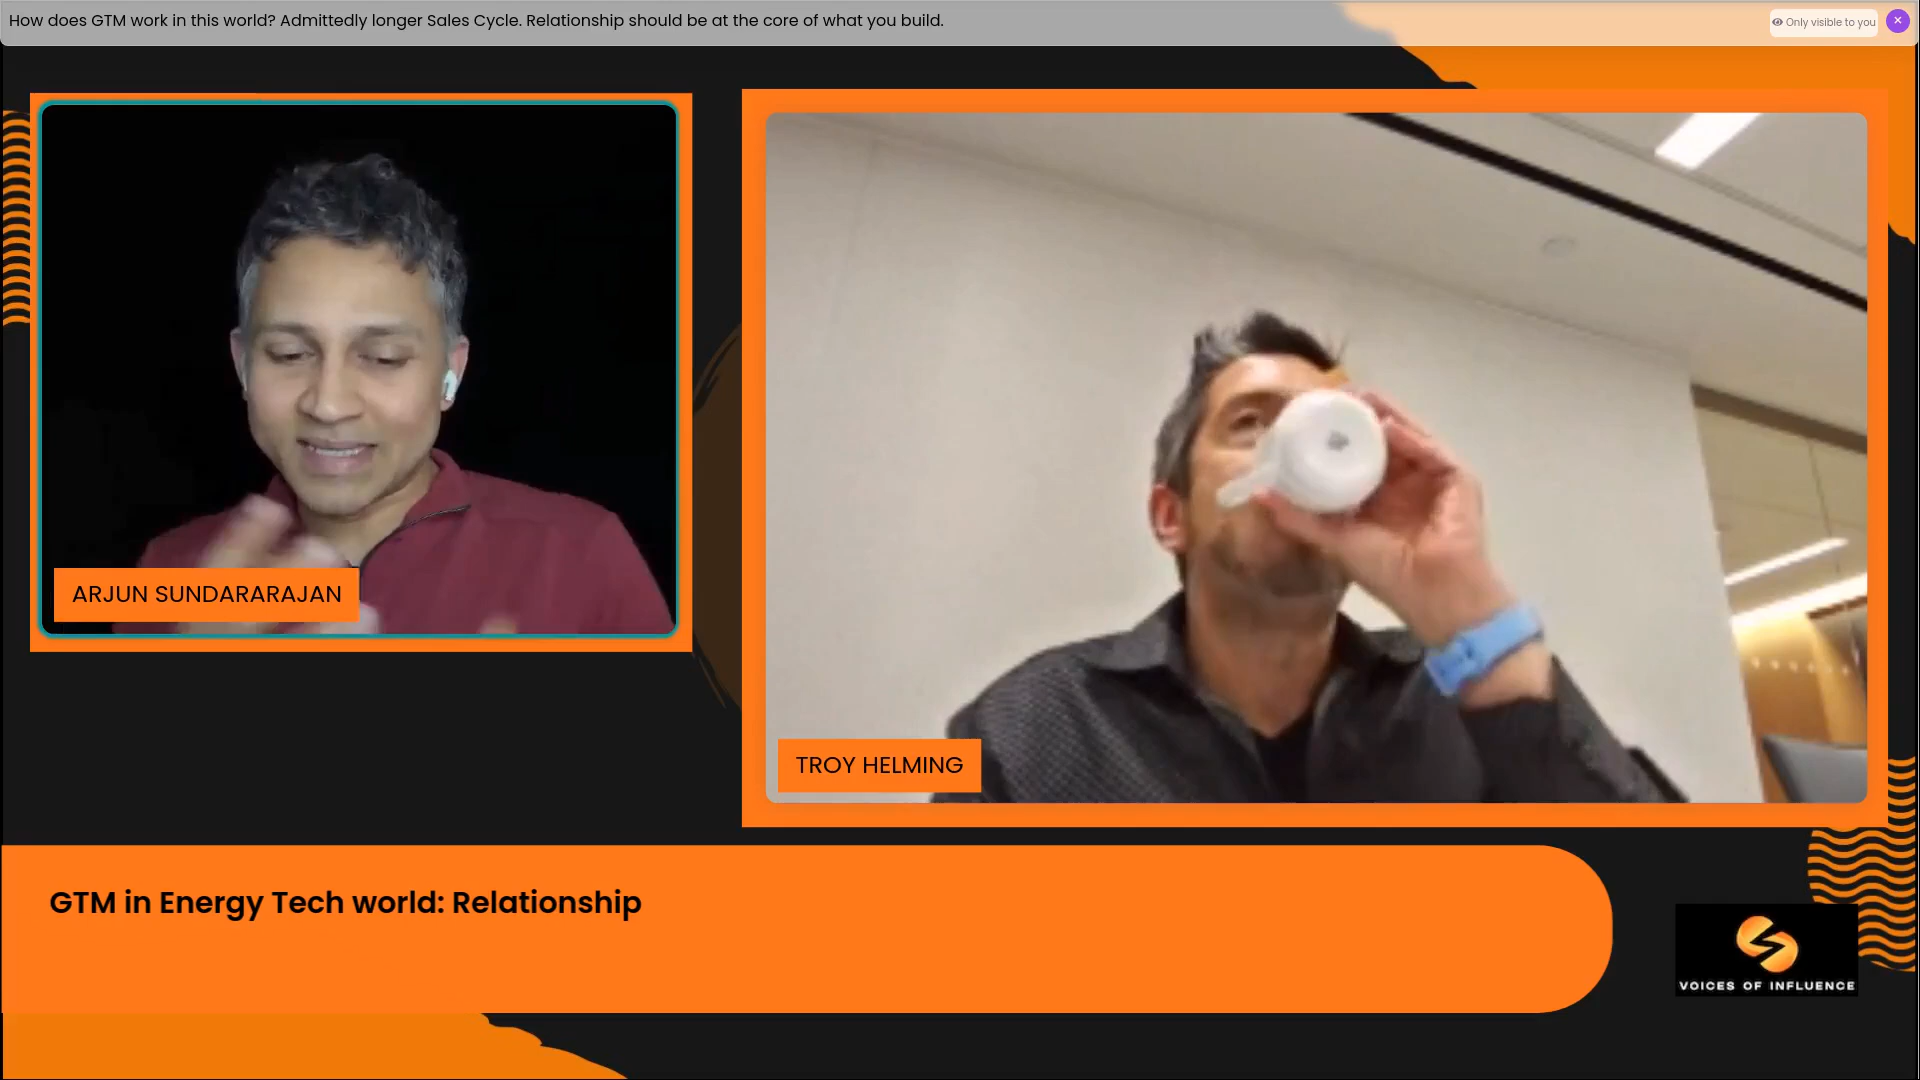 How does GTM work in this world? Admittedly longer Sales Cycle. Relationship should be at the core of what you build.
Only visible to you
ARJUN SUNDARARAJAN
TROY HELMING
GTM in Energy Tech world: Relationship
VOICES OF INFLUENCE